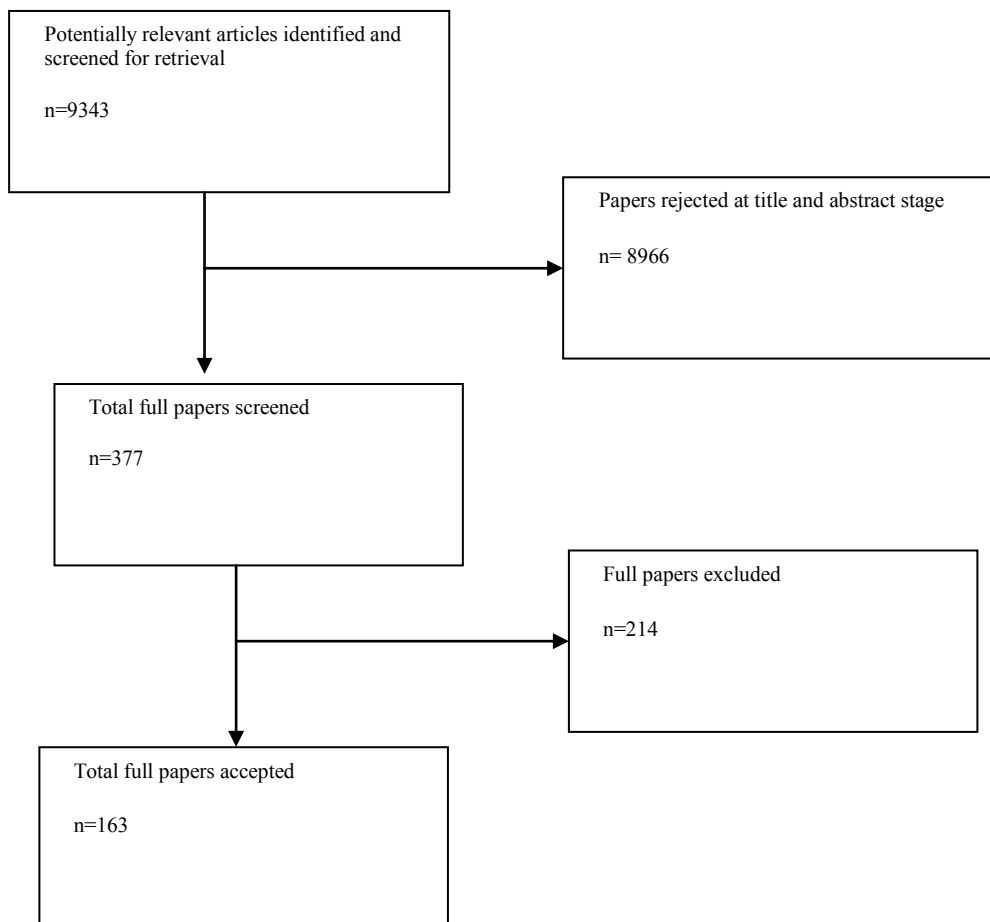 Potentially relevant articles identified and
screened for retrieval
n=9343
Papers rejected at title and abstract stage
n= 8966
Total full papers screened
n=377
Full papers excluded
n=214
Total full papers accepted
n=163